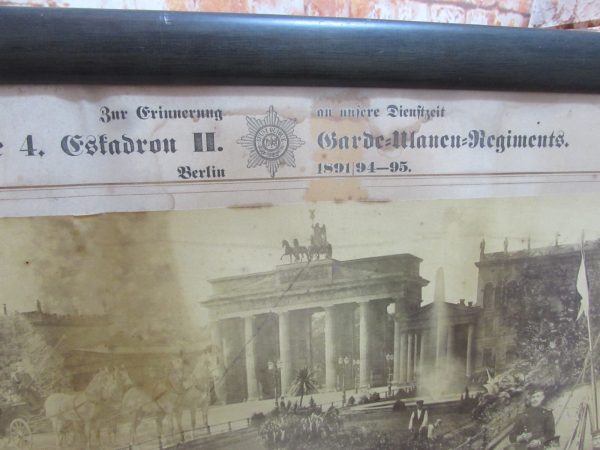 Zur Erinnerung an unsere Dienstzeit
4. Eskadron II. Garde=Ulanen=Regiments.
Berlin 1891|94—95.